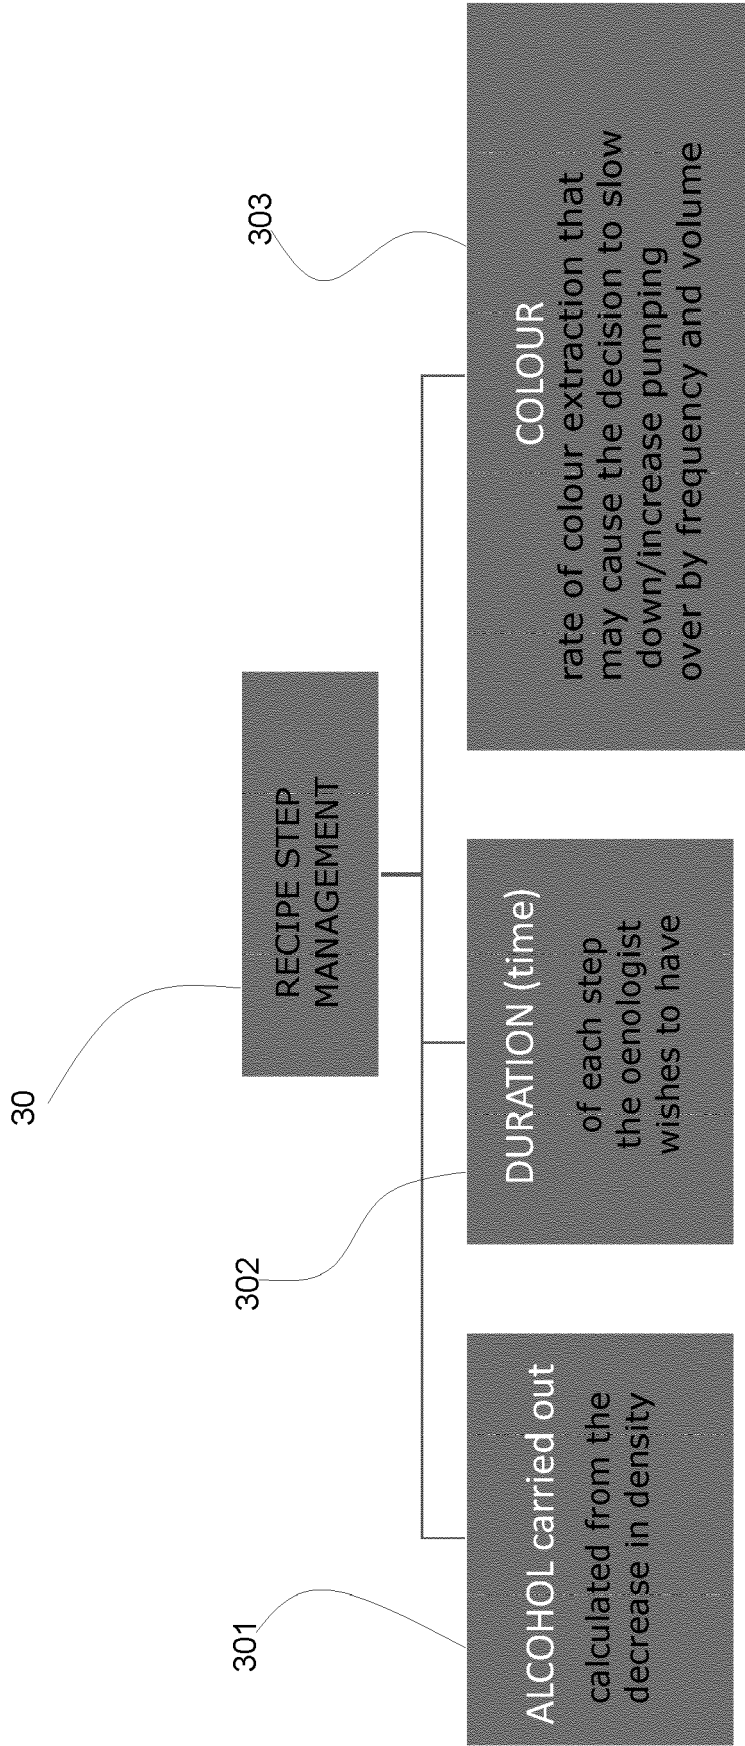 30
RECIPE STEP
MANAGEMENT
301
302
303
ALCOHOL carried out
calculated from the
decrease in density
DURATION (time)
of each step
the oenologist
wishes to have
COLOUR
rate of colour extraction that
may cause the decision to slow
down/increase pumping
over by frequency and volume